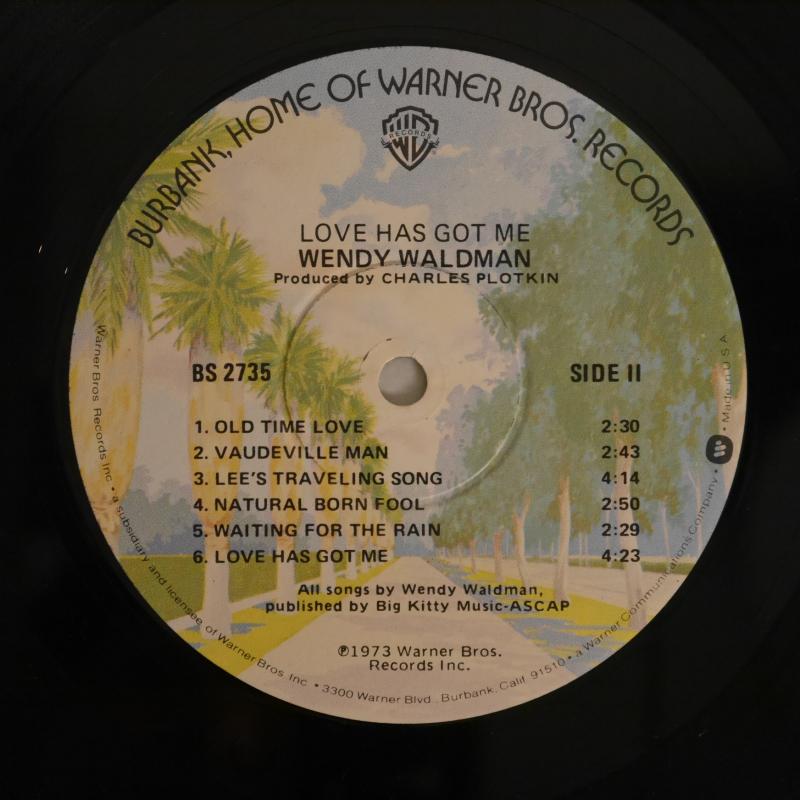 BURBANK, HOME OF WARNER BROS. RECORDS
RECORDS
LOVE HAS GOT ME
WENDY WALDMAN
Produced by CHARLES PLOTKIN
BS 2735
SIDE II
1. OLD TIME LOVE 2:30
2. VAUDEVILLE MAN 2:43
3. LEE'S TRAVELING SONG 4:14
4. NATURAL BORN FOOL 2:50
5. WAITING FOR THE RAIN 2:29
6. LOVE HAS GOT ME 4:23
All songs by Wendy Waldman,
published by Big Kitty Music-ASCAP
℗1973 Warner Bros.
Records Inc.
Warner Bros. Records Inc. • a subsidiary and licensee of Warner Bros. Inc. • 3300 Warner Blvd., Burbank, Calif. 91510 • a Warner Communications Company • Made in U.S.A.